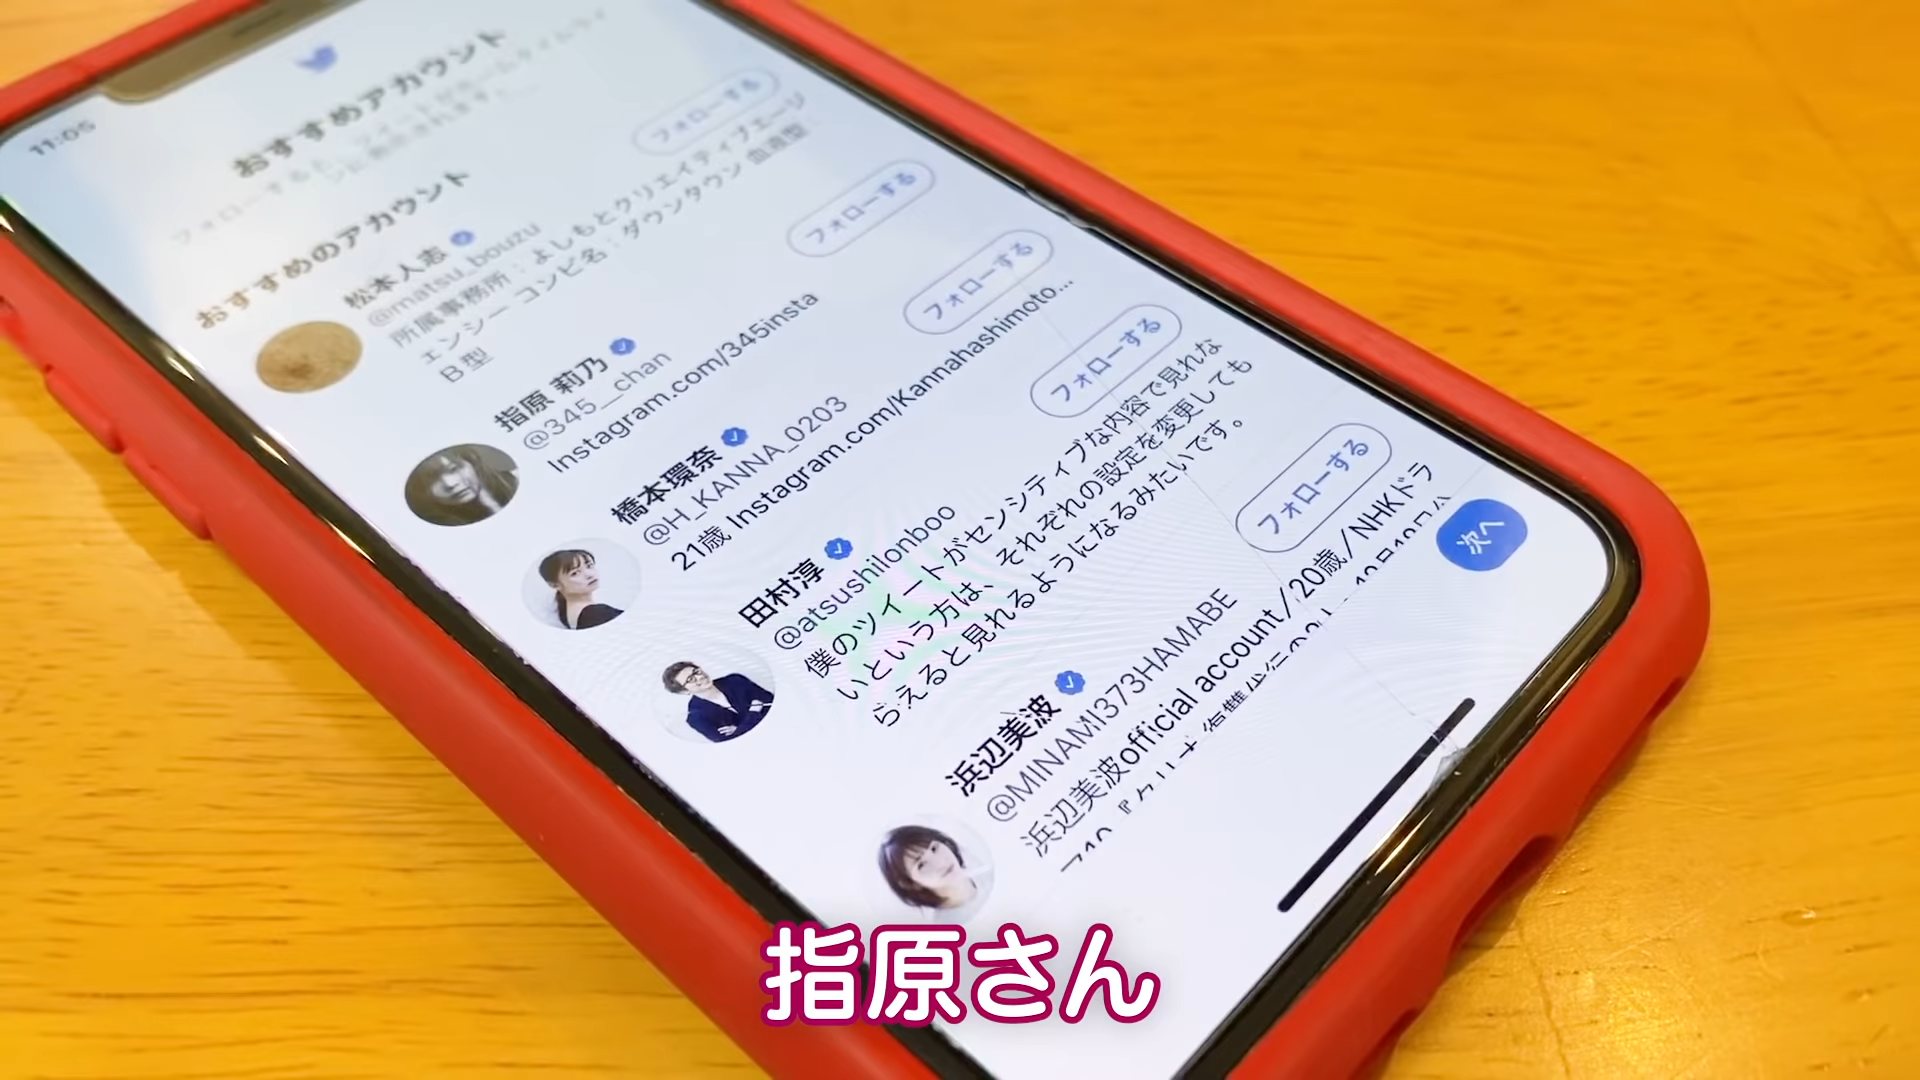 11:05
おすすめアカウント
おすすめのアカウント
フォローする
松本人志
@matsu_bouzu
所属事務所：よしもとクリエイティブエージ
ェンシー コンビ名：ダウンタウン 血液型
B型
フォローする
指原 莉乃
@345__chan
Instagram.com/345insta
フォローする
橋本環奈
@H_KANNA_0203
21歳 Instagram.com/Kannahashimoto...
フォローする
田村淳
@atsushilonboo
僕のツイートがセンシティブな内容で見れな
いという方は、それぞれの設定を変更しても
らえると見れるようになるみたいです。
フォローする
浜辺美波
@MINAMI373HAMABE
浜辺美波official account/20歳/NHKドラ
次へ
指原さん